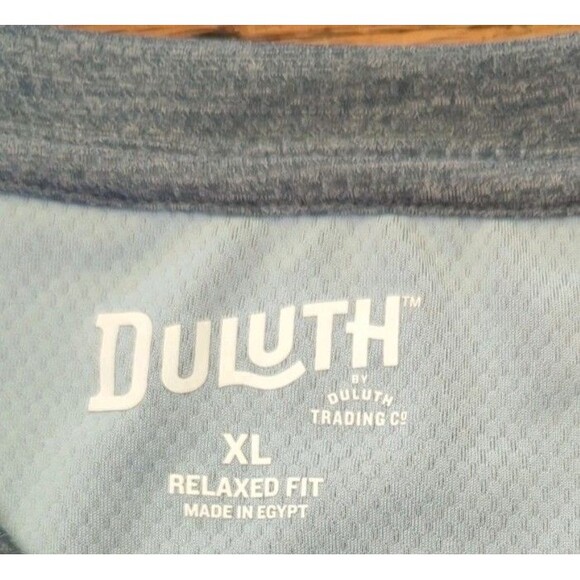 DULUTH™
BY
DULUTH
TRADING Cº
XL
RELAXED FIT
MADE IN EGYPT